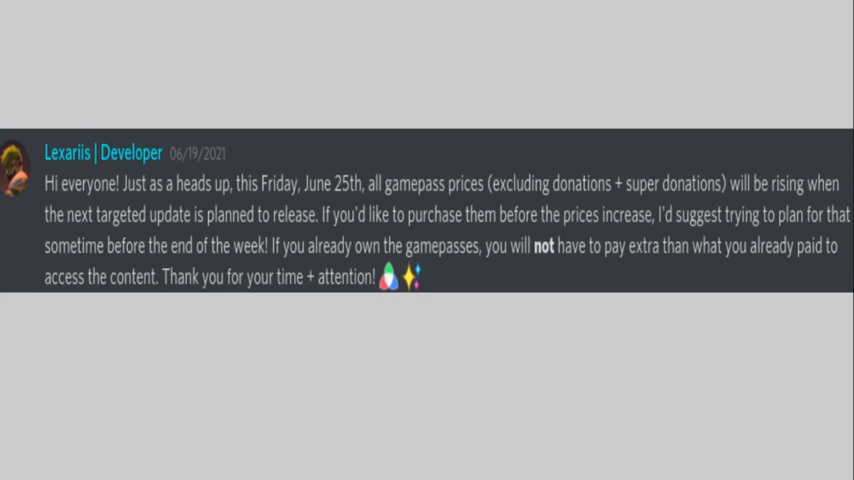 Lexariis | Developer 06/19/2021
Hi everyone! Just as a heads up, this Friday, June 25th, all gamepass prices (excluding donations + super donations) will be rising when
the next targeted update is planned to release. If you'd like to purchase them before the prices increase, I'd suggest trying to plan for that
sometime before the end of the week! If you already own the gamepasses, you will not have to pay extra than what you already paid to
access the content. Thank you for your time + attention!